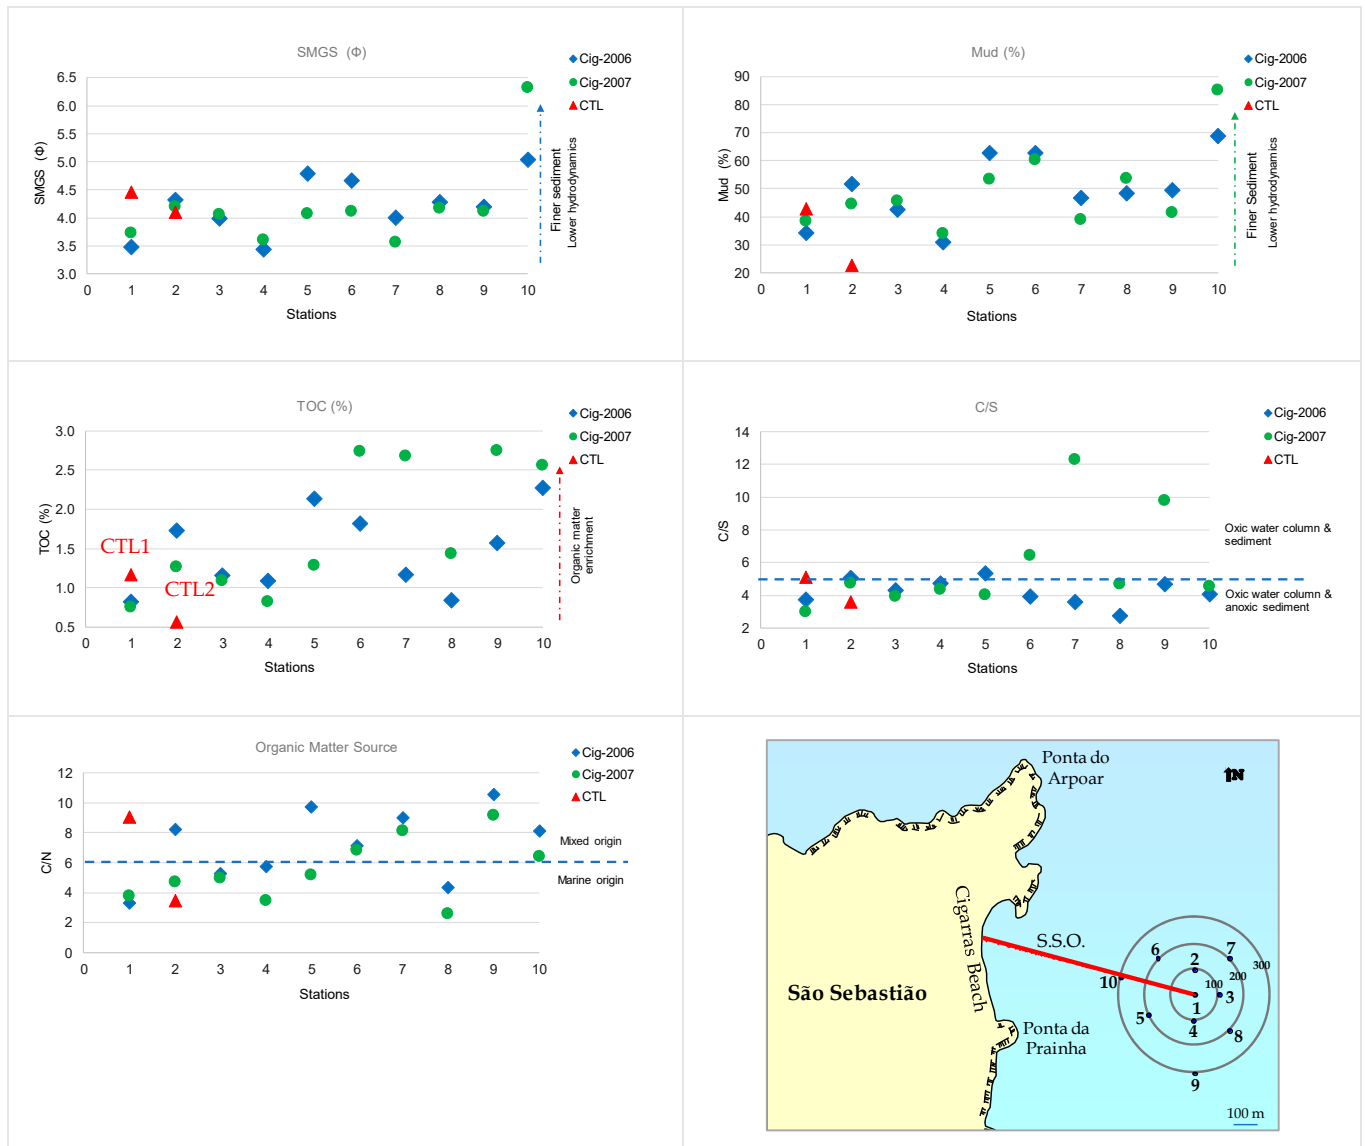 SMGS (Φ)
Cig-2006
Cig-2007
CTL
6.5
6.0
5.5
5.0
4.5
4.0
3.5
3.0
SMGS (Φ)
0 1 2 3 4 5 6 7 8 9 10
Stations
Finer sediment
Lower hydrodynamics
Mud (%)
Cig-2006
Cig-2007
CTL
90
80
70
60
50
40
30
20
Mud (%)
0 1 2 3 4 5 6 7 8 9 10
Stations
Finer Sediment
Lower hydrodynamics
TOC (%)
Cig-2006
Cig-2007
CTL
3.0
2.5
2.0
1.5
1.0
0.5
TOC (%)
CTL1
CTL2
0 1 2 3 4 5 6 7 8 9 10
Stations
Organic matter
enrichment
C/S
Cig-2006
Cig-2007
CTL
14
12
10
8
6
4
2
C/S
Oxic water column &
sediment
Oxic water column &
anoxic sediment
0 1 2 3 4 5 6 7 8 9 10
Stations
Organic Matter Source
Cig-2006
Cig-2007
CTL
12
10
8
6
4
2
0
C/N
Mixed origin
Marine origin
0 1 2 3 4 5 6 7 8 9 10
Stations
Ponta do
Arpoar
N
Cigarras Beach
S.S.O.
São Sebastião
Ponta da
Prainha
6
7
2
300
200
100
10
1
3
5
4
8
9
100 m